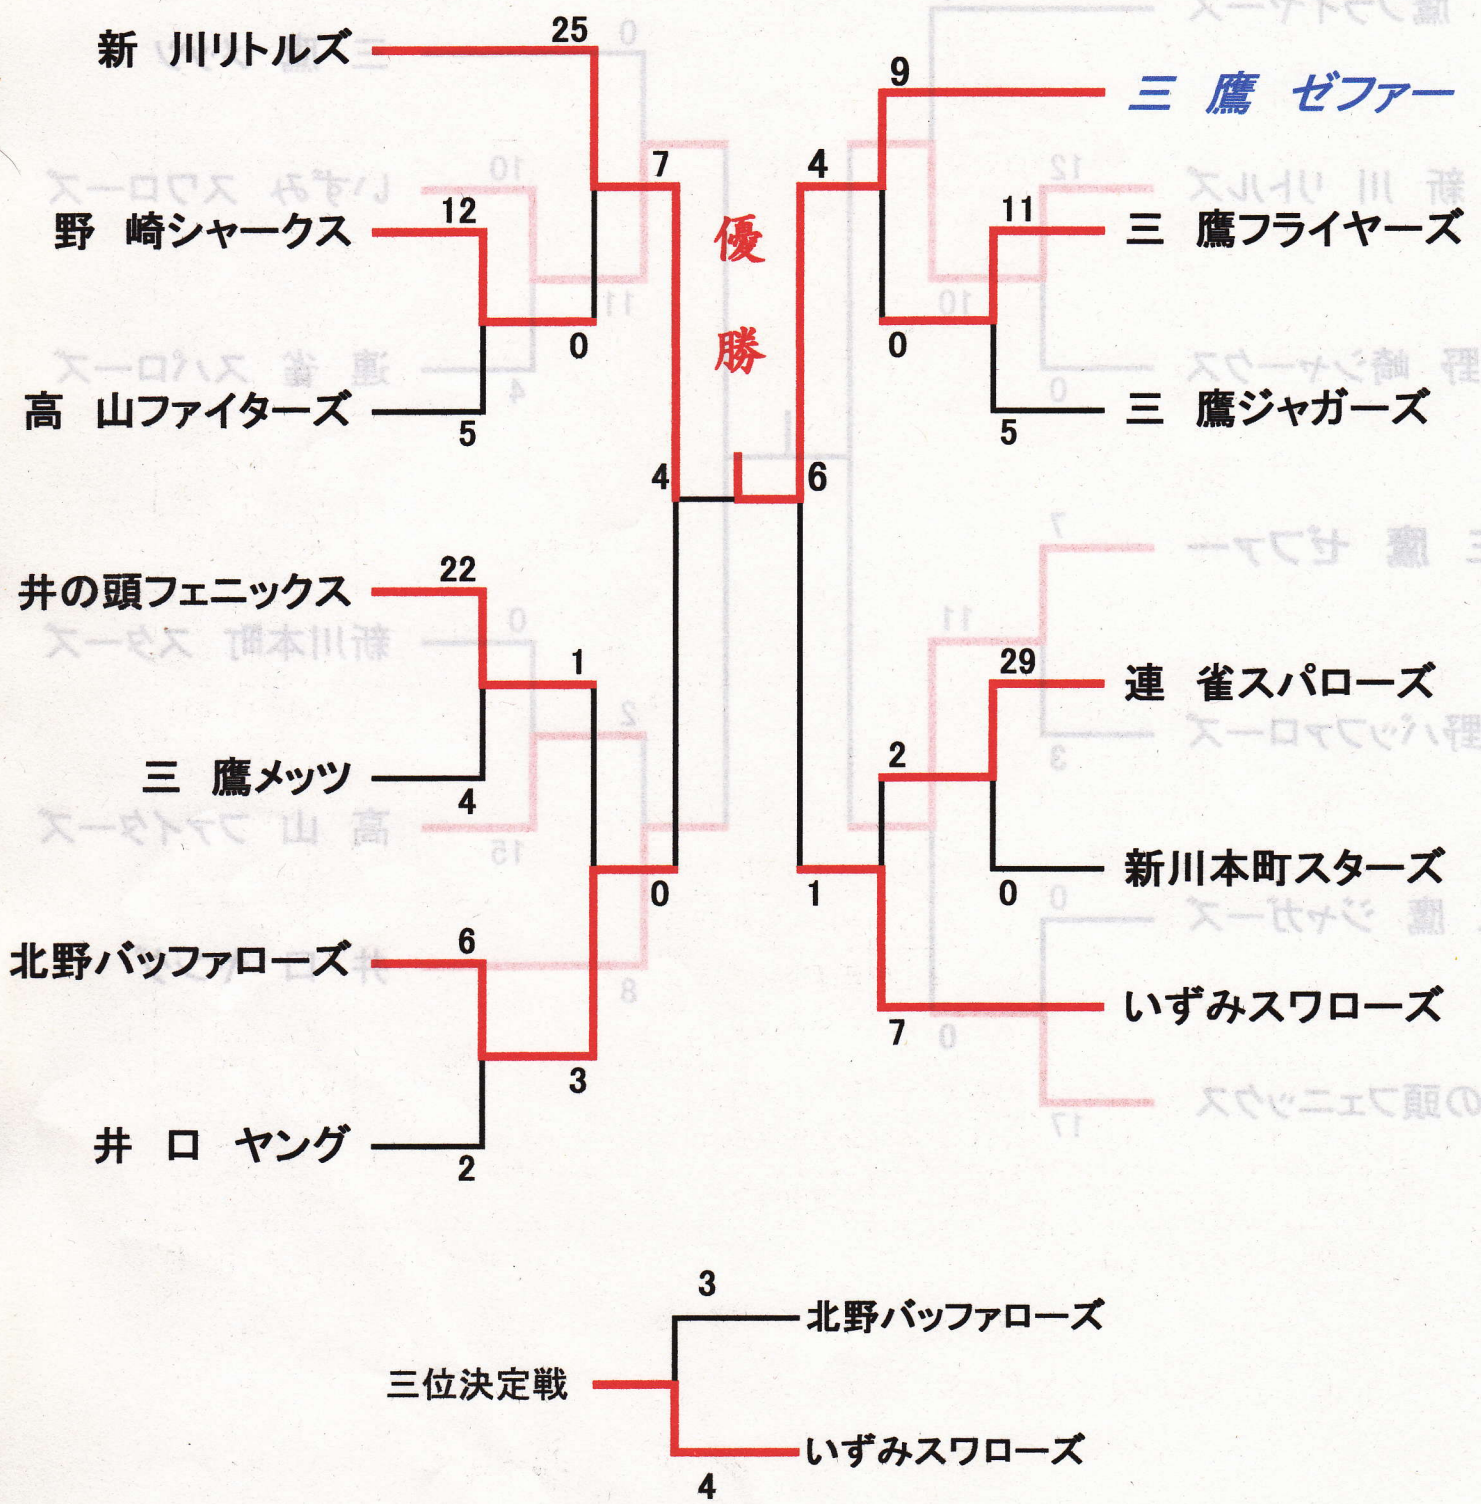 新 川リトルズ
25
野 崎シャークス
12
7
0
高 山ファイターズ
5
4
井の頭フェニックス
22
1
三 鷹メッツ
4
0
北野バッファローズ
6
3
井 口 ヤング
2
優
勝
9
三 鷹 ゼファー
4
11
三 鷹フライヤーズ
0
三 鷹ジャガーズ
5
6
29
連 雀スパローズ
2
新川本町スターズ
0
1
いずみスワローズ
7
3
北野バッファローズ
三位決定戦
いずみスワローズ
4